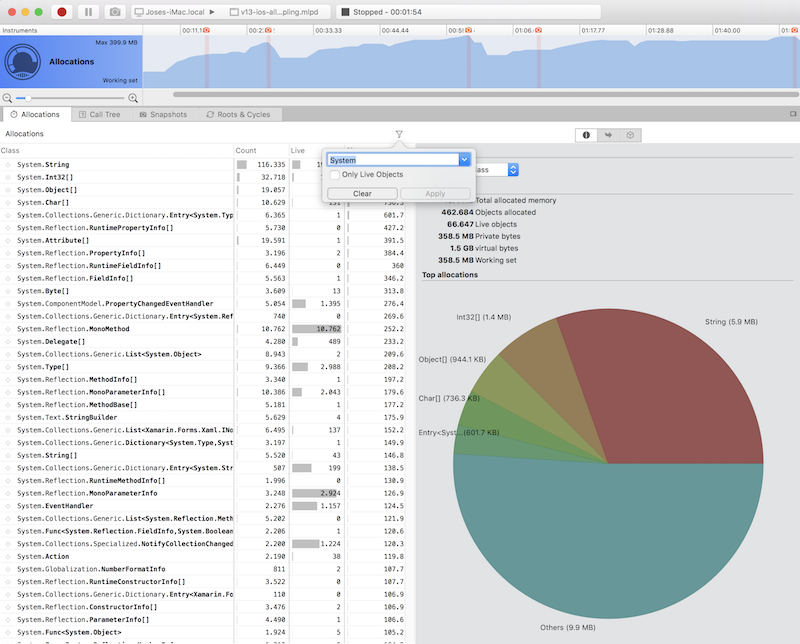 Joses-iMac.local ▶ v13-ios-all...pling.mlpd Stopped - 00:01:54
Instruments 00:11,1 00:2 00:33.33 00:44.44 00:5 01:06. 01:17.77 01:28.88 01:40.00 01:
Max 399.9 MB
Allocations
Working set
Allocations Call Tree Snapshots Roots & Cycles
Allocations
Class Count Live
System
Only Live Objects
Clear Apply
ass
System.String 116.335
System.Int32[] 32.718
System.Object[] 19.057
System.Char[] 10.629
System.Collections.Generic.Dictionary.Entry<System.Typ 6.365 1 601.7
System.Reflection.RuntimePropertyInfo[] 5.730 0 427.2
System.Attribute[] 19.591 1 391.5
System.Reflection.PropertyInfo[] 3.196 2 384.4
System.Reflection.RuntimeFieldInfo[] 6.449 0 360
System.Reflection.FieldInfo[] 5.563 1 346.2
System.Byte[] 3.609 13 313.8
System.ComponentModel.PropertyChangedEventHandler 5.054 1.395 276.4
System.Collections.Generic.Dictionary.Entry<System.Ref 740 0 269.6
System.Reflection.MonoMethod 10.762 10.762 252.2
System.Delegate[] 4.280 489 233.2
System.Collections.Generic.List<System.Object> 8.943 2 209.6
System.Type[] 9.366 2.988 208.2
System.Reflection.MethodInfo[] 3.340 1 197.2
System.Reflection.MonoParameterInfo[] 10.386 2.043 179.6
System.Reflection.MethodBase[] 5.181 1 177.2
System.Text.StringBuilder 5.629 4 175.9
System.Collections.Generic.List<Xamarin.Forms.Xaml.INo 6.495 137 152.2
System.Collections.Generic.Dictionary<System.Type,Syst 3.197 1 149.9
System.String[] 5.520 43 146.8
System.Collections.Generic.Dictionary.Entry<System.Str 507 199 138.5
System.Reflection.RuntimeMethodInfo[] 1.996 0 130.9
System.Reflection.MonoParameterInfo 3.248 2.924 126.9
System.EventHandler 2.276 1.157 124.5
System.Collections.Generic.List<System.Reflection.Meth 5.202 0 121.9
System.Func<System.Reflection.FieldInfo,System.Boolean 2.206 1 120.6
System.Collections.Specialized.NotifyCollectionChanged 2.200 1.224 120.3
System.Action 2.190 38 119.8
System.Globalization.NumberFormatInfo 811 2 107.7
System.Reflection.RuntimeConstructorInfo[] 3.522 0 107.7
System.Collections.Generic.Dictionary.Entry<Xamarin.Fo 110 0 106.9
System.Reflection.ConstructorInfo[] 3.476 2 106.9
System.Reflection.ParameterInfo[] 4.490 1 106.6
System.Func<System.Object> 1.924 5 105.2
Total allocated memory
462.684 Objects allocated
66.647 Live objects
358.5 MB Private bytes
1.5 GB virtual bytes
358.5 MB Working set
Top allocations
Int32[] (1.4 MB)
String (5.9 MB)
Object[] (944.1 KB)
Char[] (736.3 KB)
Entry<Syst...(601.7 KB)
Others (9.9 MB)